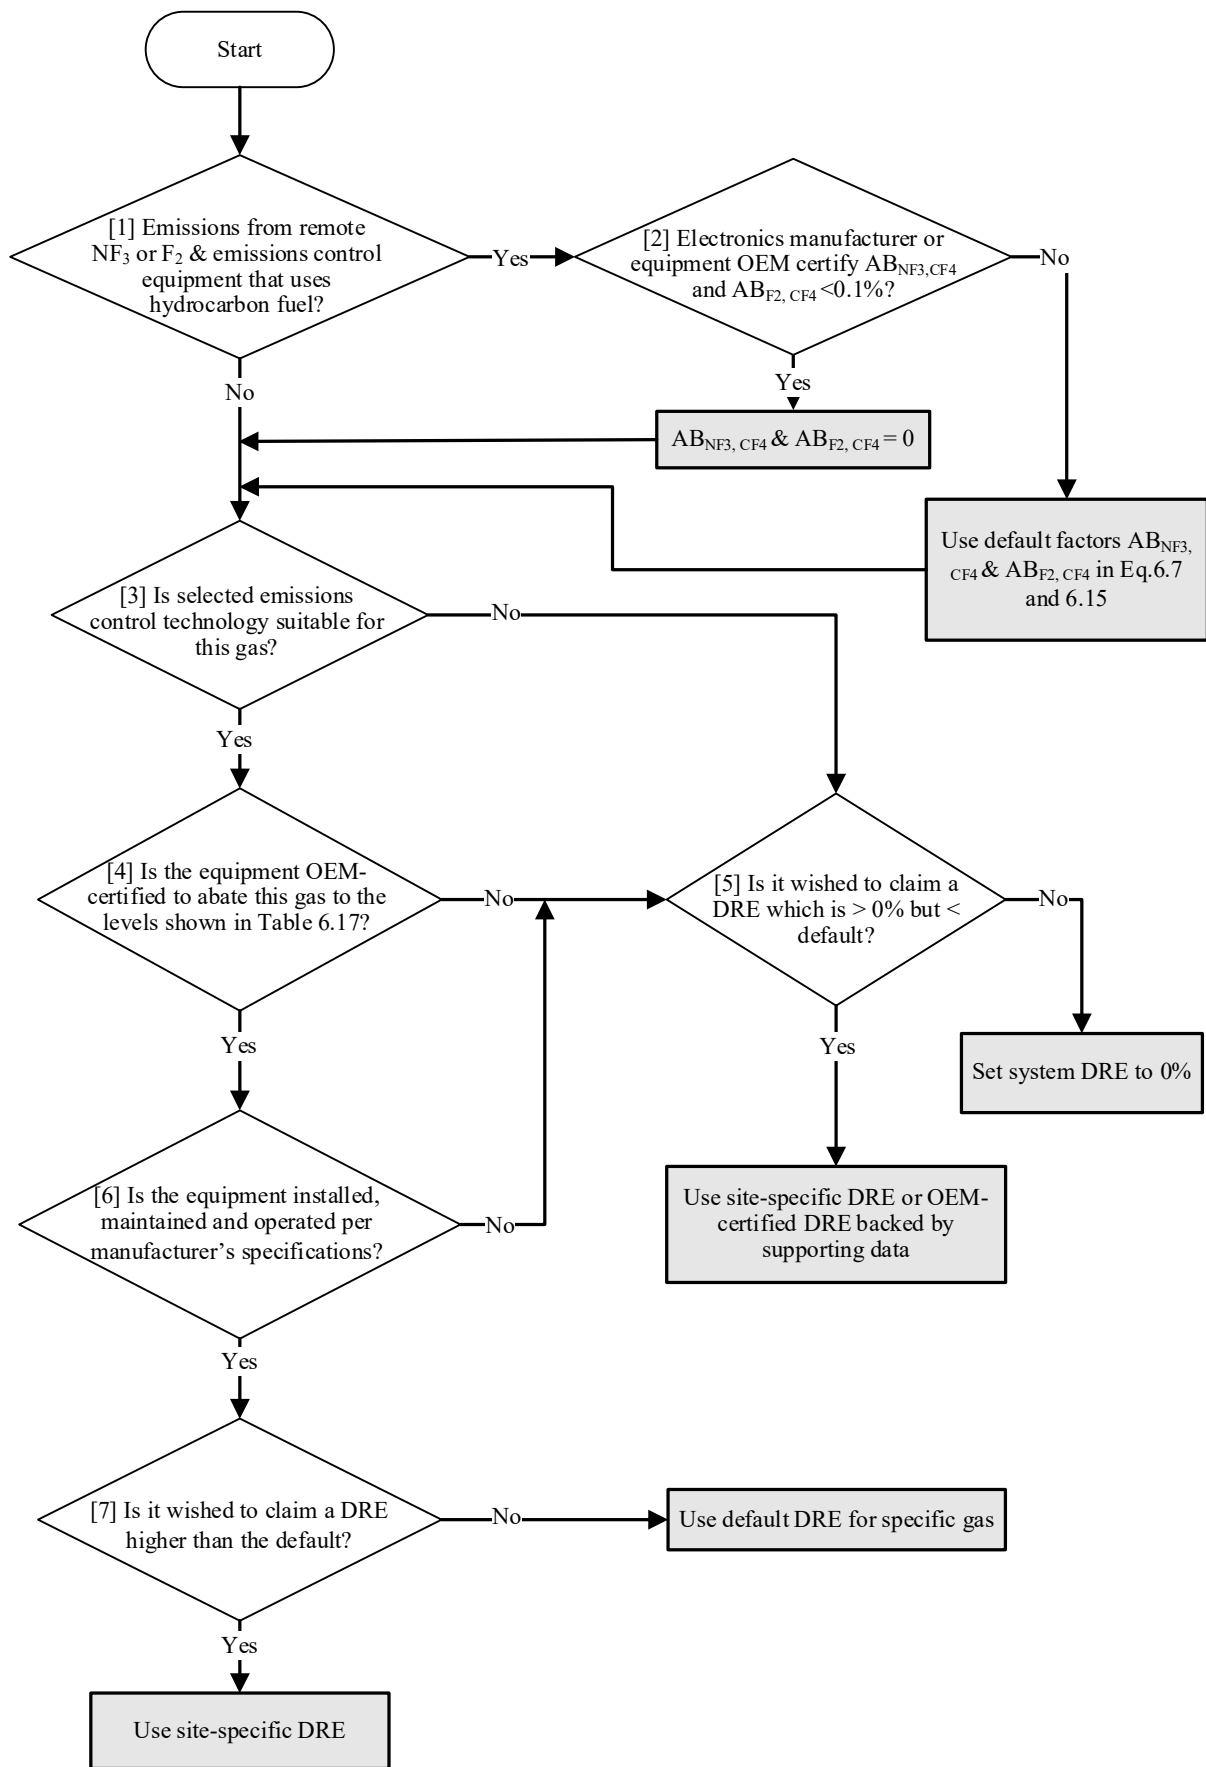 Start
[1] Emissions from remote
NF₃ or F₂ & emissions control
equipment that uses
hydrocarbon fuel?
Yes
[2] Electronics manufacturer or
equipment OEM certify AB_NF3,CF4
and AB_F2, CF4 <0.1%?
No
No
Yes
AB_NF3, CF4 & AB_F2, CF4 = 0
Use default factors AB_NF3,
_CF4 & AB_F2, CF4 in Eq.6.7
and 6.15
[3] Is selected emissions
control technology suitable for
this gas?
No
Yes
[4] Is the equipment OEM-
certified to abate this gas to the
levels shown in Table 6.17?
No
[5] Is it wished to claim a
DRE which is > 0% but <
default?
No
Yes
Yes
Set system DRE to 0%
[6] Is the equipment installed,
maintained and operated per
manufacturer’s specifications?
No
Use site-specific DRE or OEM-
certified DRE backed by
supporting data
Yes
[7] Is it wished to claim a DRE
higher than the default?
No
Use default DRE for specific gas
Yes
Use site-specific DRE